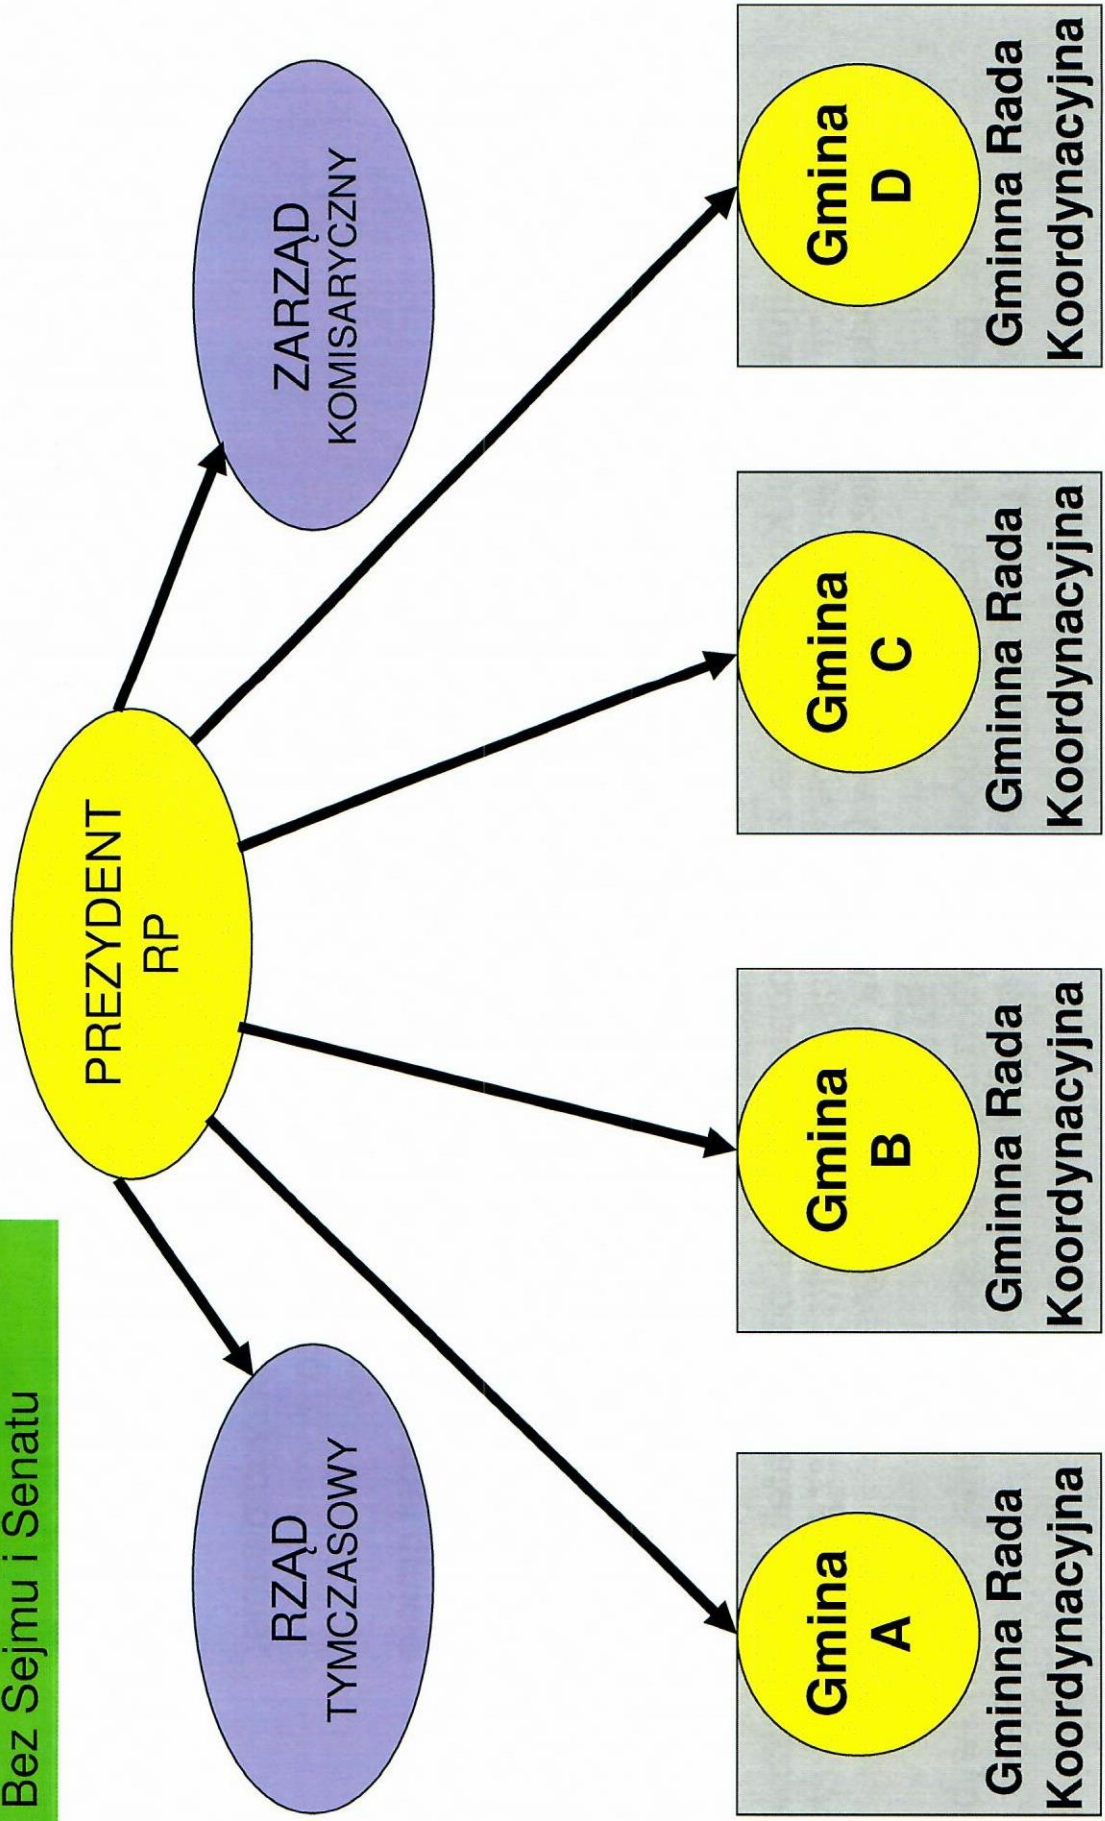 Bez Sejmu i Senatu
PREZYDENT
RP
RZĄD
TYMCZASOWY
ZARZĄD
KOMISARYCZNY
Gmina
A
Gminna Rada
Koordynacyjna
Gmina
B
Gminna Rada
Koordynacyjna
Gmina
C
Gminna Rada
Koordynacyjna
Gmina
D
Gminna Rada
Koordynacyjna